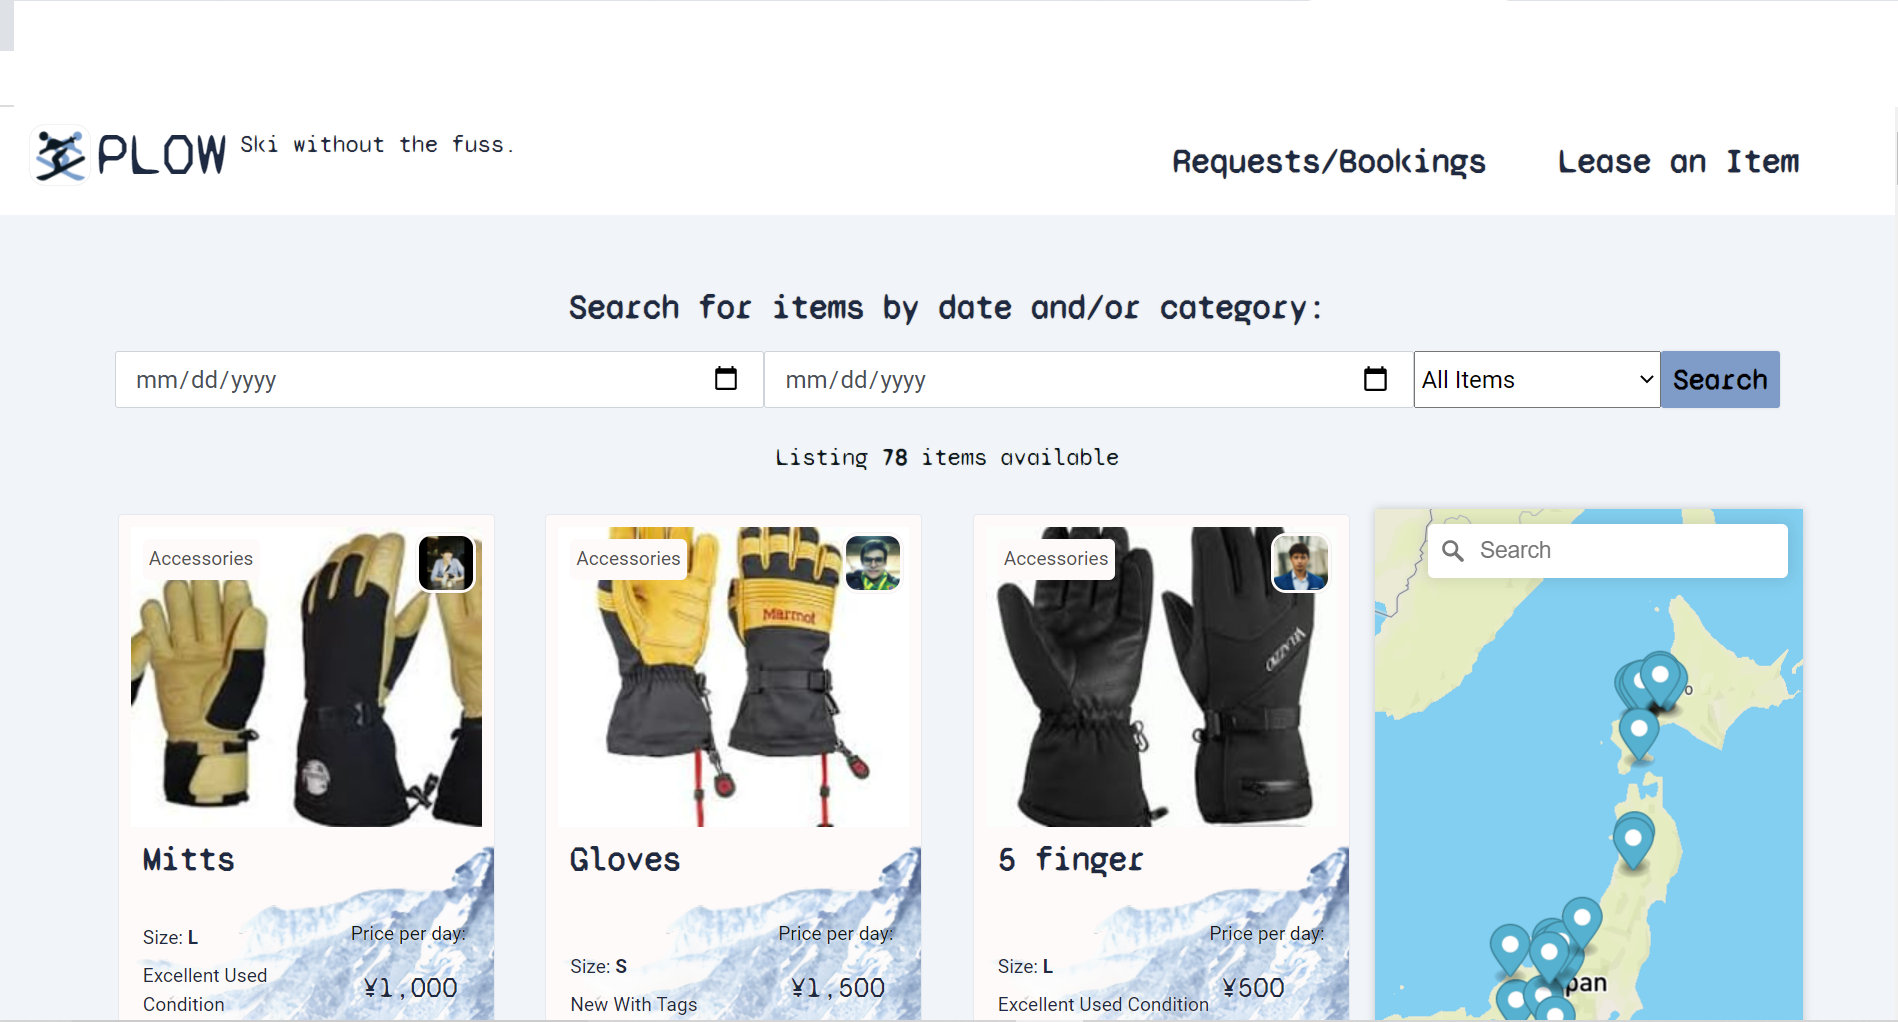 PLOW Ski without the fuss.
Requests/Bookings Lease an Item
Search for items by date and/or category:
mm/dd/yyyy mm/dd/yyyy All Items Search
Listing 78 items available
Accessories
Mitts
Size: L
Excellent Used
Condition
Price per day:
¥1,000
Accessories
Marmot
Gloves
Size: S
New With Tags
Price per day:
¥1,500
Accessories
VELAZZIO
5 finger
Size: L
Excellent Used Condition
Price per day:
¥500
Search
o
pan